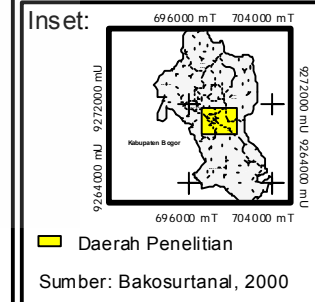 Inset:
696000 mT 704000 mT
9272000 mU 9264000 mU
Kabupaten Bogor
9272000 mU 9264000 mU
696000 mT 704000 mT
Daerah Penelitian
Sumber: Bakosurtanal, 2000